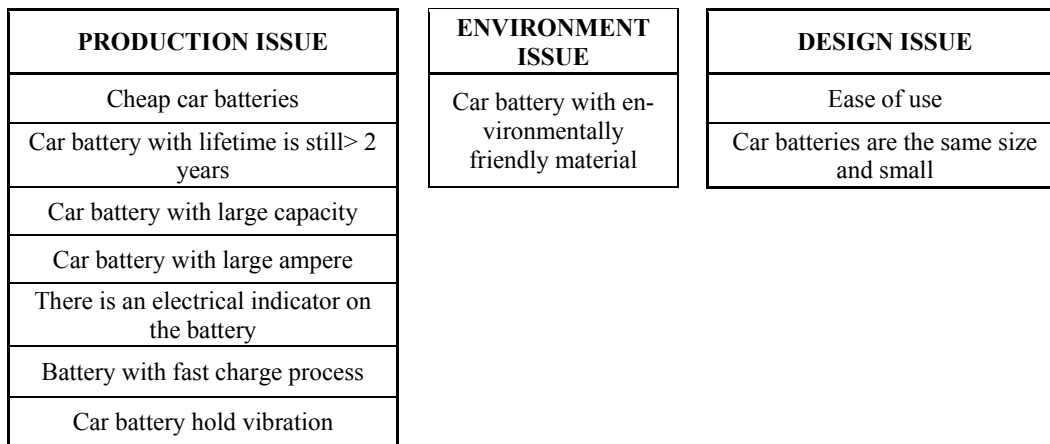 PRODUCTION ISSUE
Cheap car batteries
Car battery with lifetime is still> 2
years
Car battery with large capacity
Car battery with large ampere
There is an electrical indicator on
the battery
Battery with fast charge process
Car battery hold vibration
ENVIRONMENT
ISSUE
Car battery with en-
vironmentally
friendly material
DESIGN ISSUE
Ease of use
Car batteries are the same size
and small